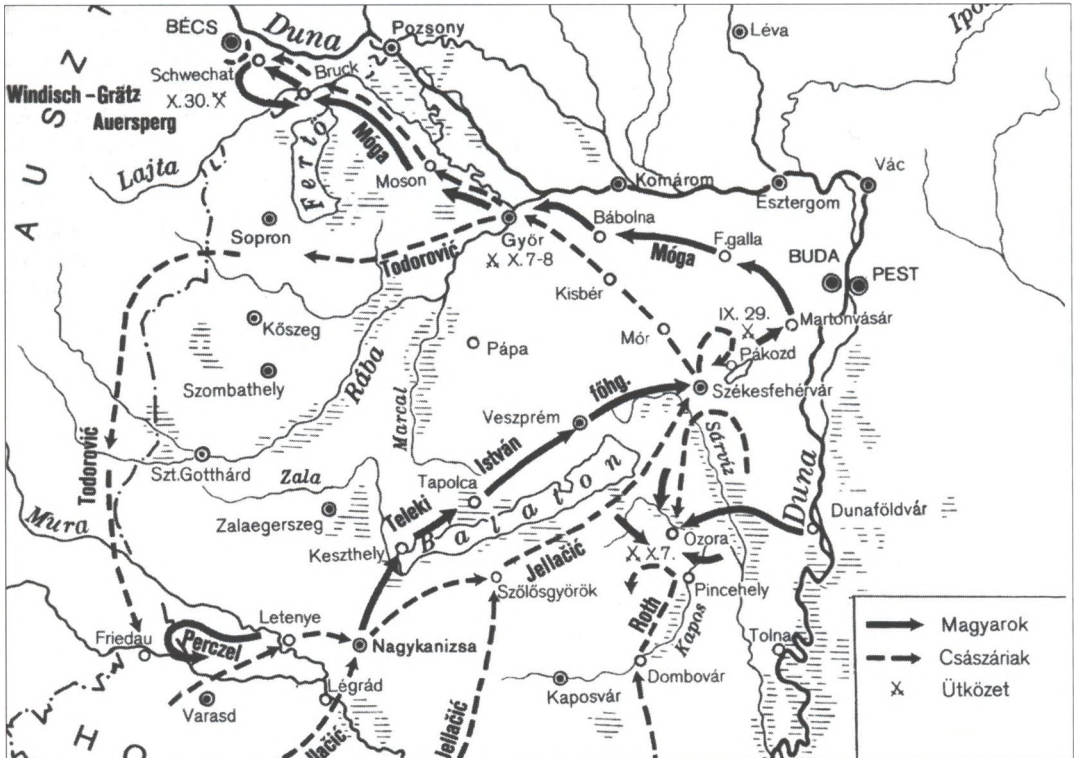 A U S Z T
BÉCS
Duna
Pozsony
Léva
Schwechat
Bruck
Windisch-Grätz
X.30.
Auersperg
Fertő
Móga
Lajta
Moson
Komárom
Esztergom
Vác
Sopron
Győr
X.7-8
Bábolna
F.galla
Móga
BUDA
PEST
Todorović
Kisbér
IX. 29.
Martonvásár
Kőszeg
Pápa
Mór
Pákozd
Szombathely
Rába
Marcal
Veszprém
főhg.
Székesfehérvár
István
Sárvíz
Todorović
Szt.Gotthárd
Zala
Tapolca
Balaton
Duna
Mura
Zalaegerszeg
Teleki
Keszthely
Dunaföldvár
Ozora
Jellačić
X.7.
Szőlősgyörök
Pincehely
Roth
Kapos
Letenye
Friedau
Perczel
Nagykanizsa
Tolna
Dombóvár
Varasd
Légrád
Kaposvár
Jellačić
Magyarok
Császáriak
Ütközet